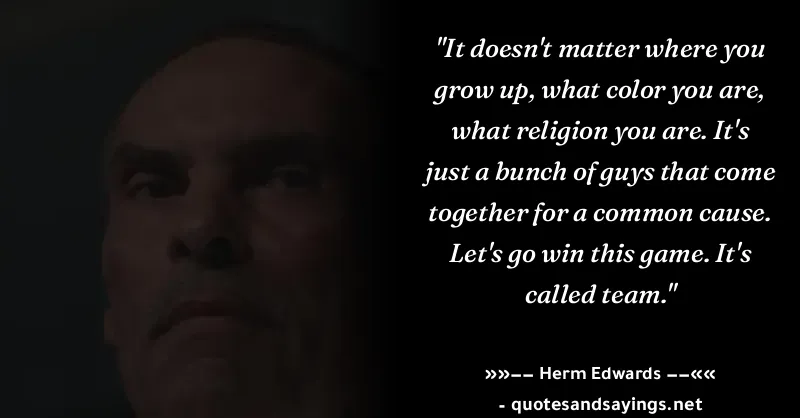 "It doesn't matter where you
grow up, what color you are,
what religion you are. It's
just a bunch of guys that come
together for a common cause.
Let's go win this game. It's
called team."
»»−− Herm Edwards −−««
- quotesandsayings.net